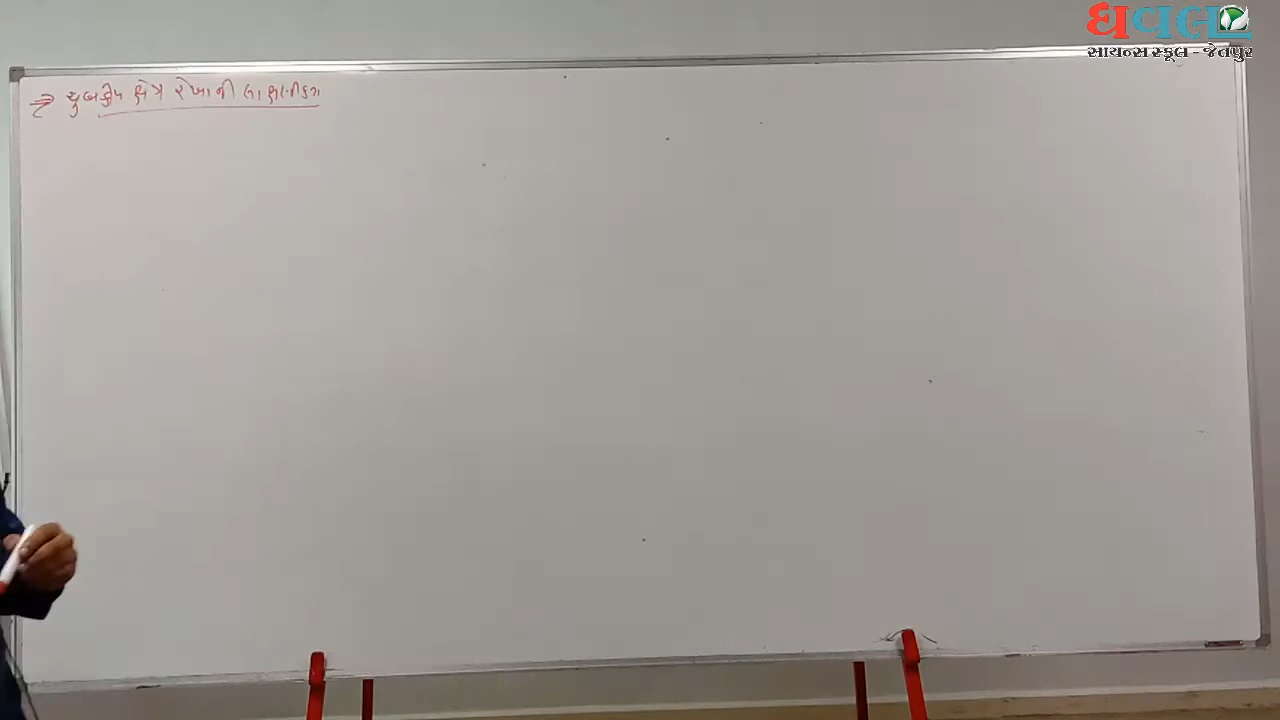 ધવલ
સાયન્સ સ્કૂલ - જેતપુર
⇒ ચુંબકીય ક્ષેત્ર રેખાની લાક્ષણીકતા